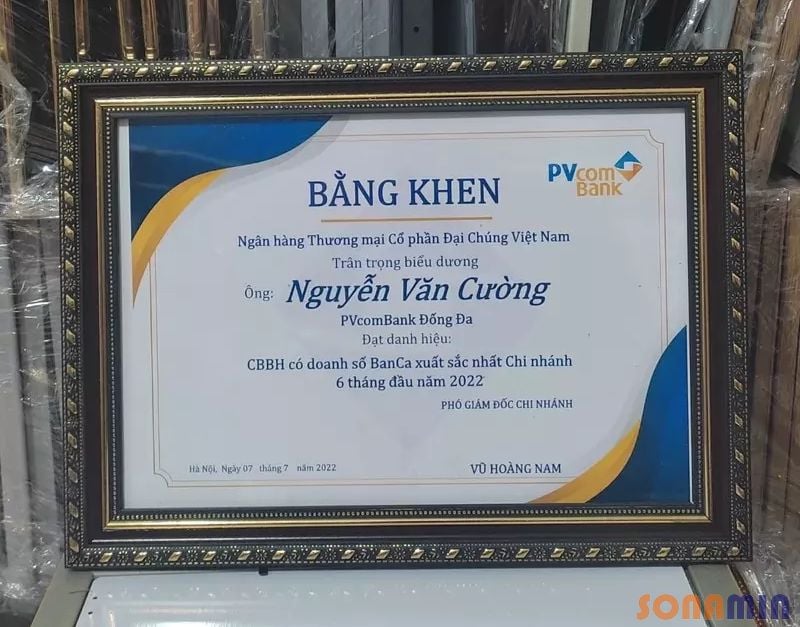 BẰNG KHEN
PVcom
Bank
Ngân hàng Thương mại Cổ phần Đại Chúng Việt Nam
Trân trọng biểu dương
Ông: Nguyễn Văn Cường
PVcomBank Đống Đa
Đạt danh hiệu:
CBBH có doanh số BanCa xuất sắc nhất Chi nhánh
6 tháng đầu năm 2022
PHÓ GIÁM ĐỐC CHI NHÁNH
Hà Nội, Ngày 07 tháng 7 năm 2022
VŨ HOÀNG NAM
SONAMIN